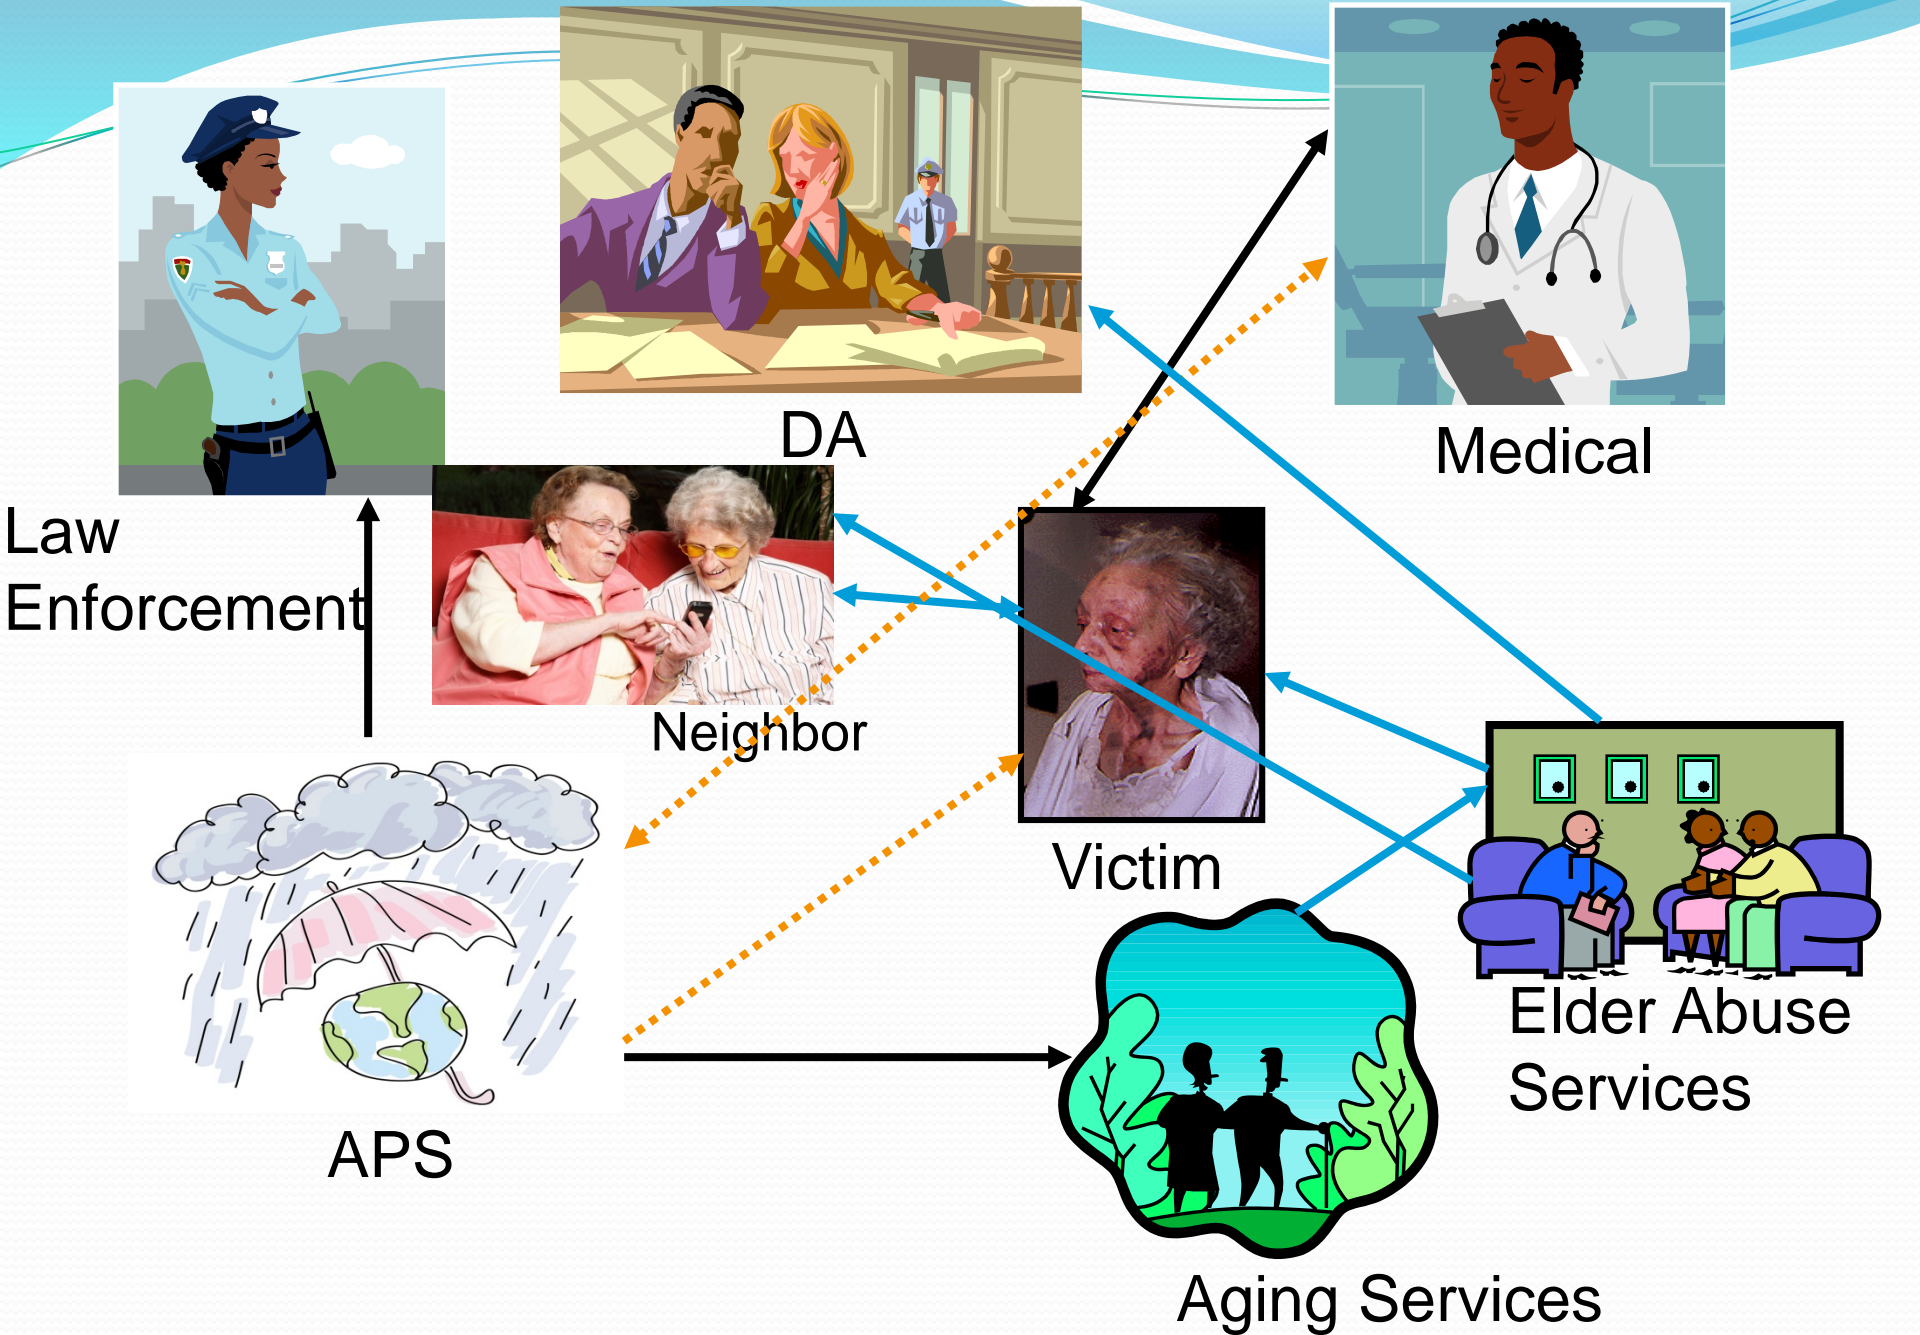 DA
Medical
Law
Enforcement
Neighbor
Victim
Elder Abuse
Services
APS
Aging Services